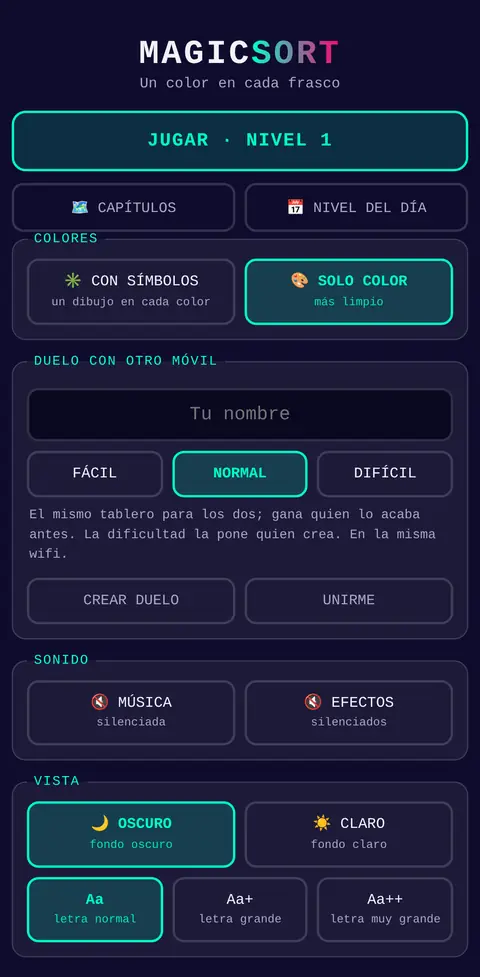 MAGICSORT
Un color en cada frasco
JUGAR · NIVEL 1
CAPÍTULOS
NIVEL DEL DÍA
COLORES
CON SÍMBOLOS
un dibujo en cada color
SOLO COLOR
más limpio
DUELO CON OTRO MÓVIL
Tu nombre
FÁCIL
NORMAL
DIFÍCIL
El mismo tablero para los dos; gana quien lo acaba
antes. La dificultad la pone quien crea. En la misma
wifi.
CREAR DUELO
UNIRME
SONIDO
MÚSICA
silenciada
EFECTOS
silenciados
VISTA
OSCURO
fondo oscuro
CLARO
fondo claro
Aa
letra normal
Aa+
letra grande
Aa++
letra muy grande